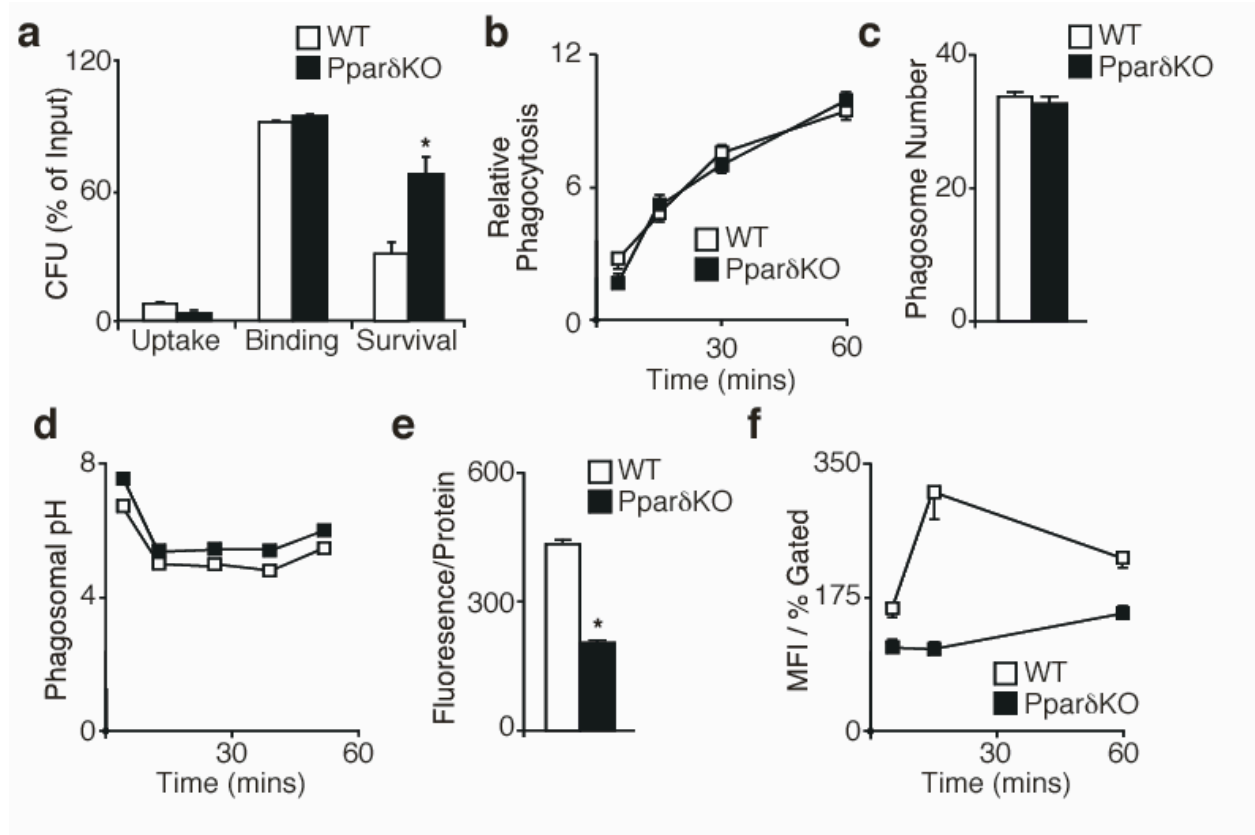 a
WT
PparδKO
CFU (% of Input)
120
60
0
*
Uptake Binding Survival
b
12
6
0
Relative
Phagocytosis
WT
PparδKO
30 60
Time (mins)
c
WT
PparδKO
Phagosome Number
40
20
0
d
Phagosomal pH
8
4
0
30 60
Time (mins)
e
WT
PparδKO
Fluoresence/Protein
600
300
0
*
f
MFI / % Gated
350
175
0
WT
PparδKO
30 60
Time (mins)